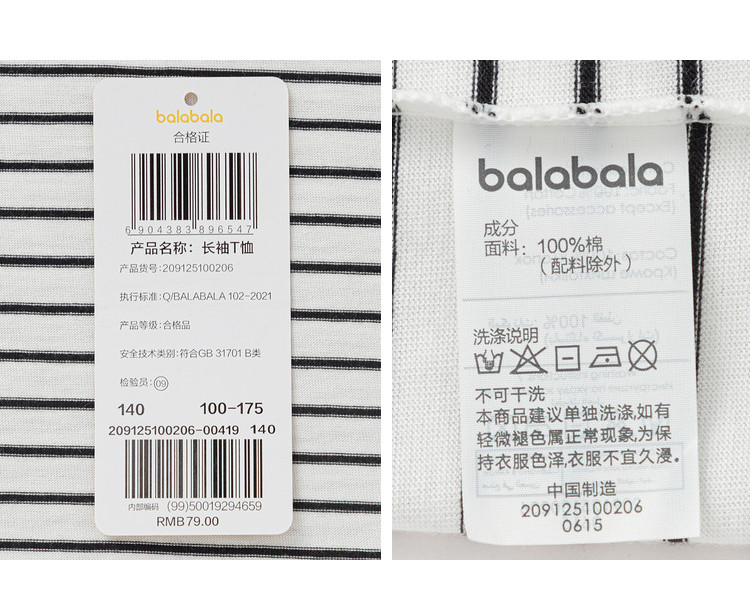 balabala
合格证
6 904383 896547
产品名称：长袖T恤
产品货号:209125100206
执行标准:Q/BALABALA 102-2021
产品等级:合格品
安全技术类别:符合GB 31701 B类
检验员:09
140 100-175
209125100206-00419 140
内部编码 (99)50019294659
RMB79.00
balabala
成分
面料：100%棉
（配料除外）
洗涤说明
不可干洗
本商品建议单独洗涤,如有
轻微褪色属正常现象,为保
持衣服色泽,衣服不宜久浸。
中国制造
209125100206
0615